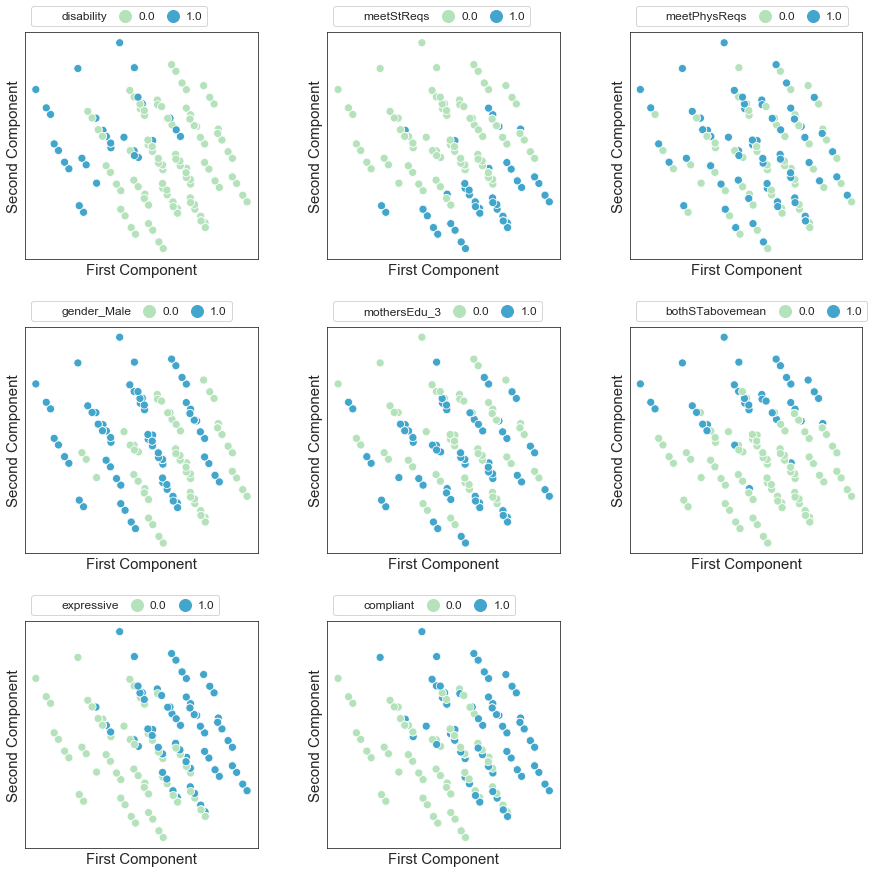 disability 0.0 1.0
meetStReqs 0.0 1.0
meetPhysReqs 0.0 1.0
Second Component
First Component
Second Component
First Component
Second Component
First Component
gender_Male 0.0 1.0
mothersEdu_3 0.0 1.0
bothSTabovemean 0.0 1.0
Second Component
First Component
Second Component
First Component
Second Component
First Component
expressive 0.0 1.0
compliant 0.0 1.0
Second Component
First Component
Second Component
First Component